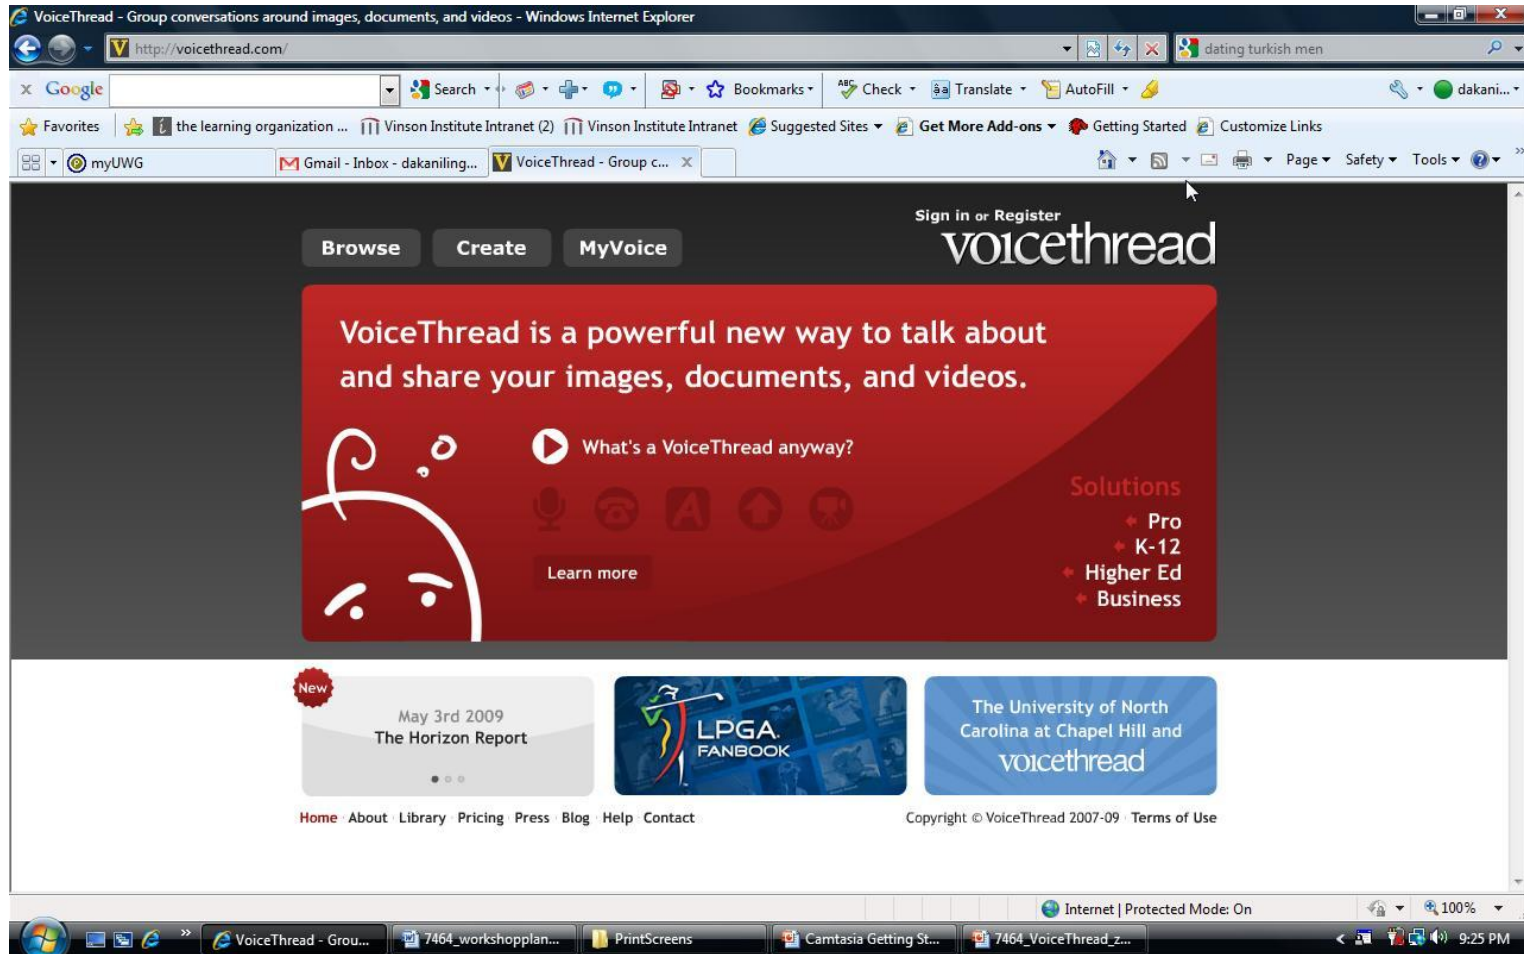 VoiceThread - Group conversations around images, documents, and videos - Windows Internet Explorer
http://voicethread.com/
dating turkish men
x Google Search Bookmarks Check Translate AutoFill dakani...
Favorites the learning organization ... Vinson Institute Intranet (2) Vinson Institute Intranet Suggested Sites Get More Add-ons Getting Started Customize Links
myUWG Gmail - Inbox - dakaniling... VoiceThread - Group c... X Page Safety Tools
Sign in or Register
Browse Create MyVoice voicethread
VoiceThread is a powerful new way to talk about
and share your images, documents, and videos.
What's a VoiceThread anyway?
Learn more
Solutions
Pro
K-12
Higher Ed
Business
New
May 3rd 2009
The Horizon Report
LPGA
FANBOOK
The University of North
Carolina at Chapel Hill and
voicethread
Home · About · Library · Pricing · Press · Blog · Help · Contact
Copyright © VoiceThread 2007-09 · Terms of Use
Internet | Protected Mode: On 100%
VoiceThread - Grou... 7464_workshopplan... PrintScreens Camtasia Getting St... 7464_VoiceThread_z... 9:25 PM